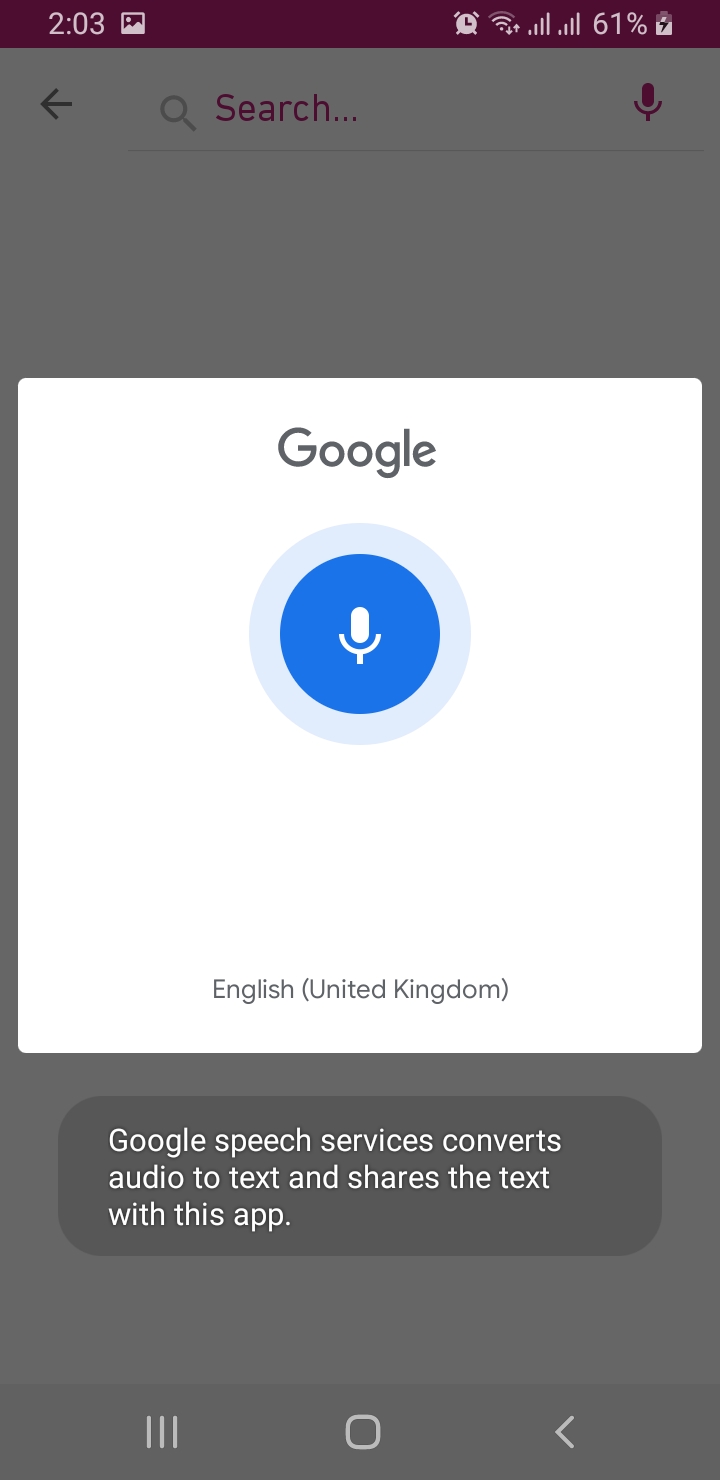 2:03 61%
Search...
Google
English (United Kingdom)
Google speech services converts
audio to text and shares the text
with this app.